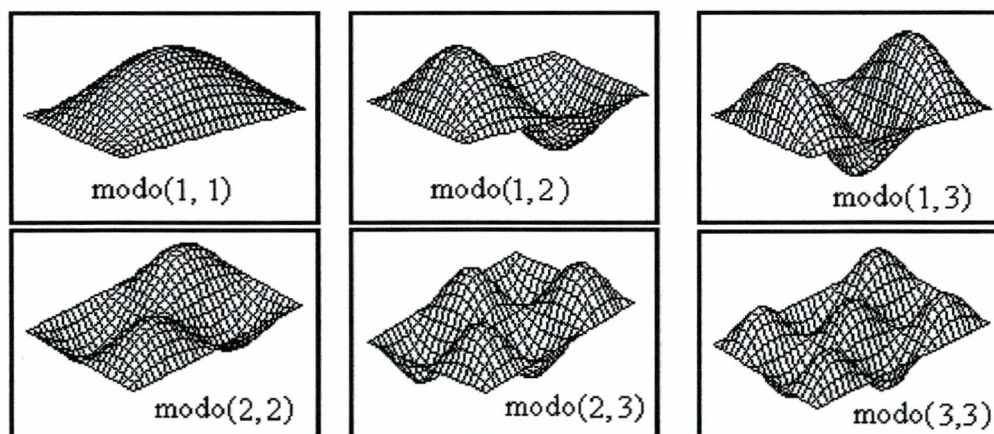 modo(1, 1)
modo(1,2)
modo(1,3)
modo(2,2)
modo(2,3)
modo(3,3)